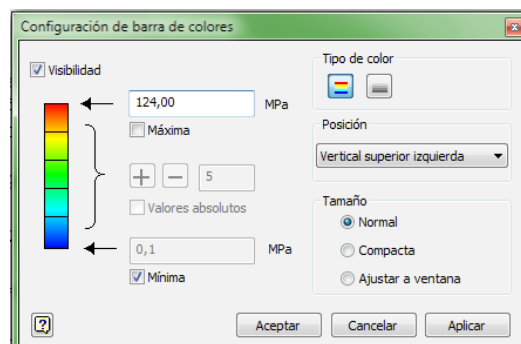 Configuración de barra de colores
Visibilidad
124,00 MPa
Máxima
5
Valores absolutos
0,1 MPa
Mínima
Tipo de color
Posición
Vertical superior izquierda
Tamaño
Normal
Compacta
Ajustar a ventana
Aceptar Cancelar Aplicar